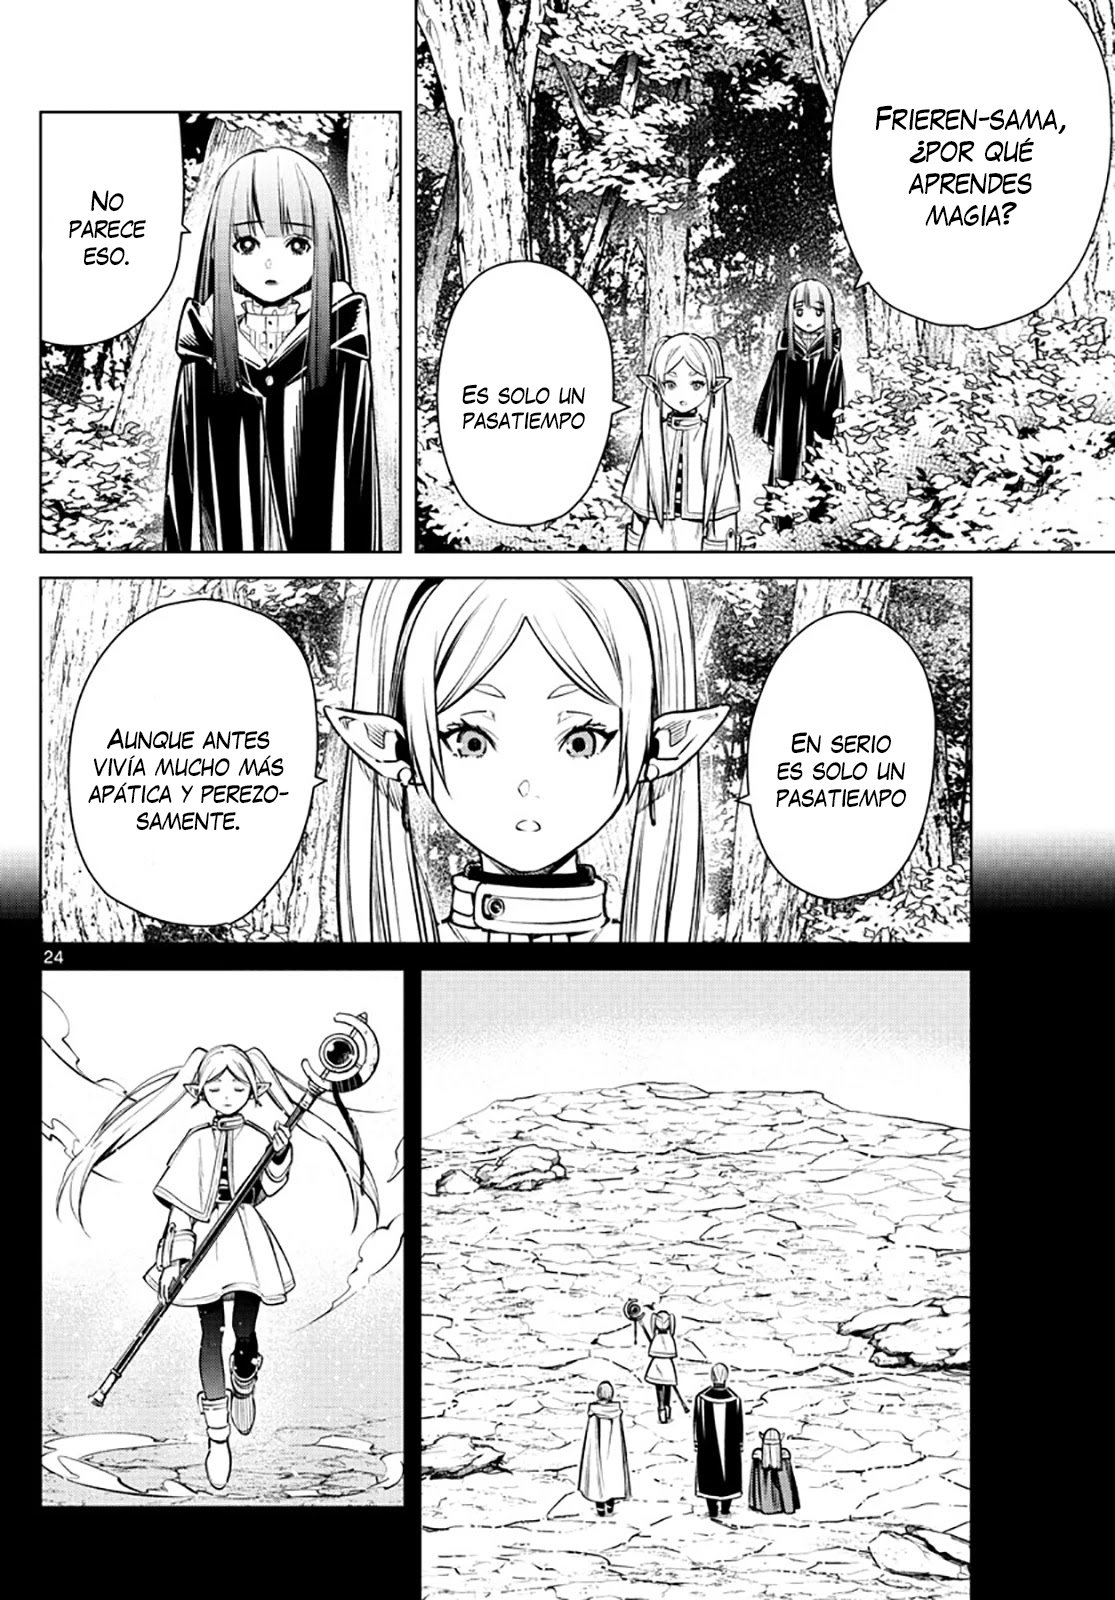 FRIEREN-SAMA,
¿POR QUÉ
APRENDES
MAGIA?
ES SOLO UN
PASATIEMPO
NO
PARECE
ESO.
EN SERIO
ES SOLO UN
PASATIEMPO
AUNQUE ANTES
VIVÍA MUCHO MÁS
APÁTICA Y PEREZO-
SAMENTE.
24